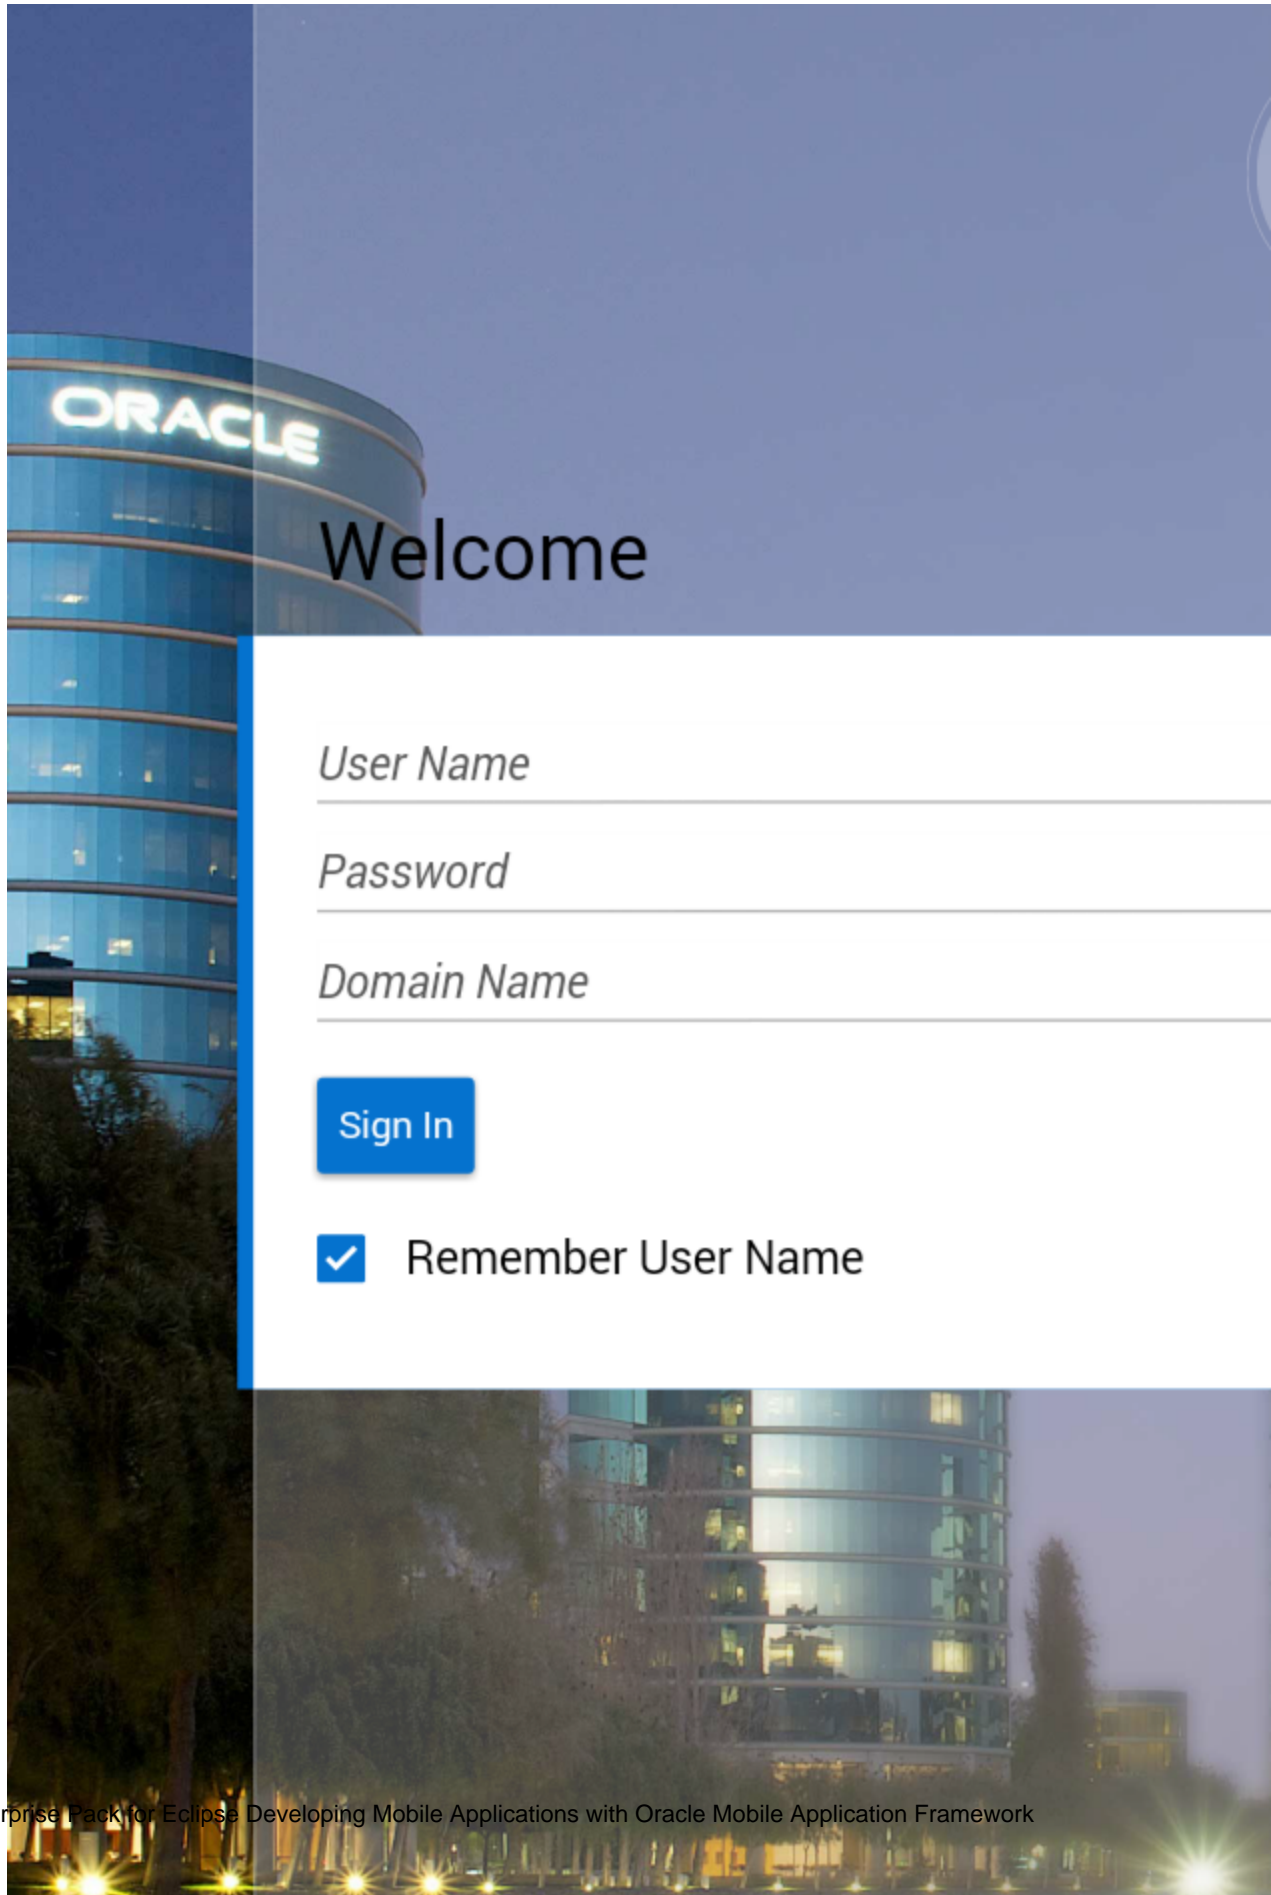 ORACLE
Welcome
User Name
Password
Domain Name
Sign In
Remember User Name
Pack for Eclipse Developing Mobile Applications with Oracle Mobile Application Framework